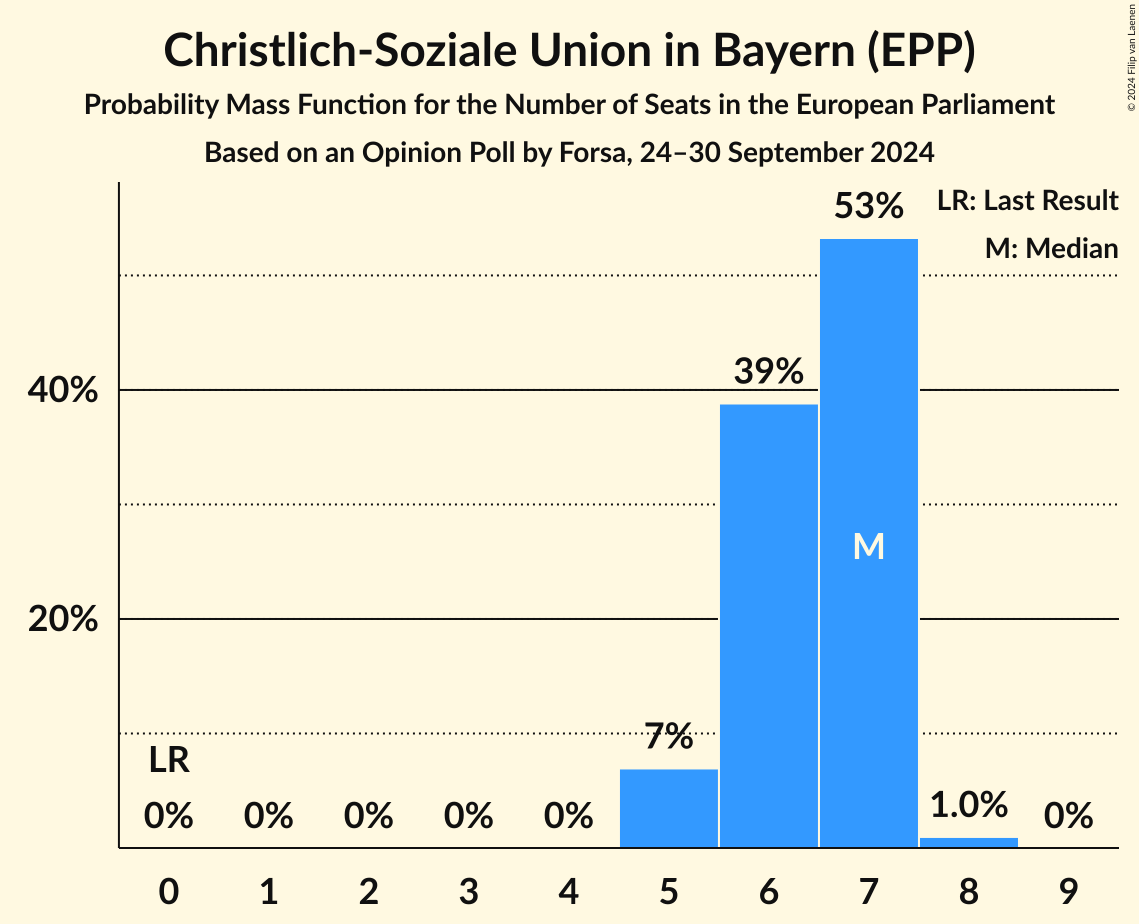 Christlich-Soziale Union in Bayern (EPP)
Probability Mass Function for the Number of Seats in the European Parliament
Based on an Opinion Poll by Forsa, 24–30 September 2024
© 2024 Filip van Laenen
LR: Last Result
M: Median
53%
39%
40%
M
20%
7%
LR
1.0%
0% 0% 0% 0% 0% 0%
0 1 2 3 4 5 6 7 8 9